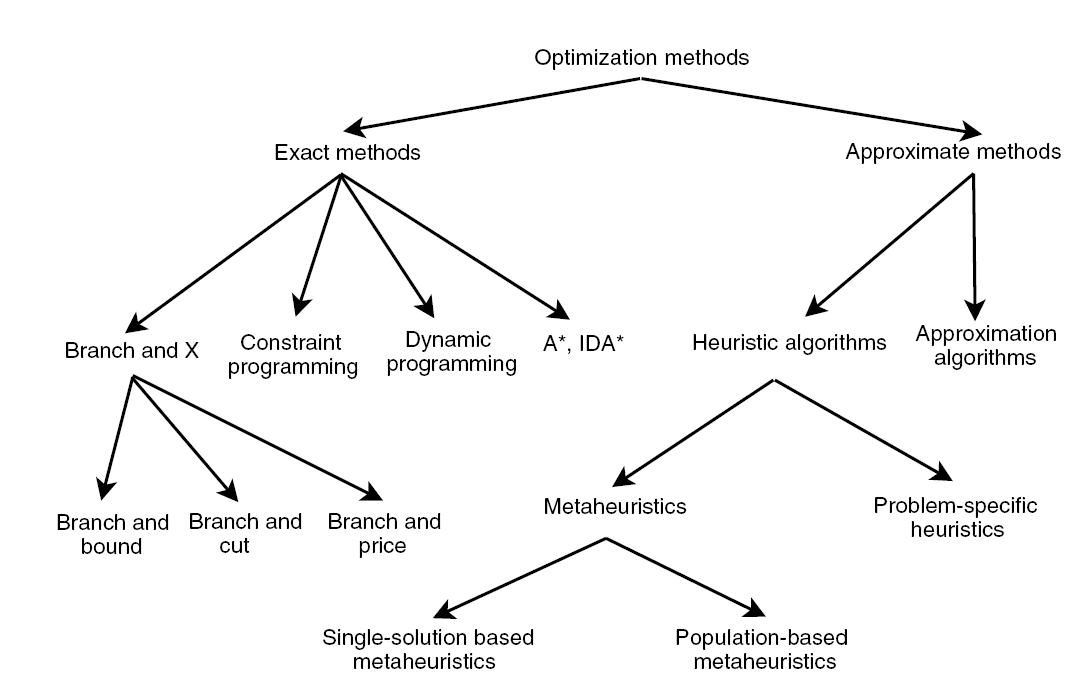 Optimization methods
Exact methods
Approximate methods
Branch and X
Constraint
programming
Dynamic
programming
A*, IDA*
Heuristic algorithms
Approximation
algorithms
Branch and
bound
Branch and
cut
Branch and
price
Metaheuristics
Problem-specific
heuristics
Single-solution based
metaheuristics
Population-based
metaheuristics